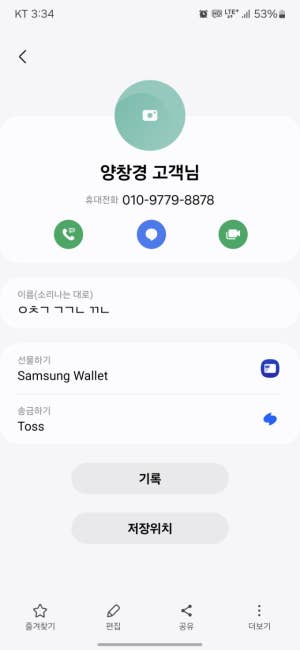 KT 3:34 LTE+ 53%
양창경 고객님
휴대전화 010-9779-8878
이름(소리나는 대로)
ㅇㅊㄱ ㄱㄱㄴ ㄲㄴ
선물하기
Samsung Wallet
송금하기
Toss
기록
저장위치
즐겨찾기 편집 공유 더보기